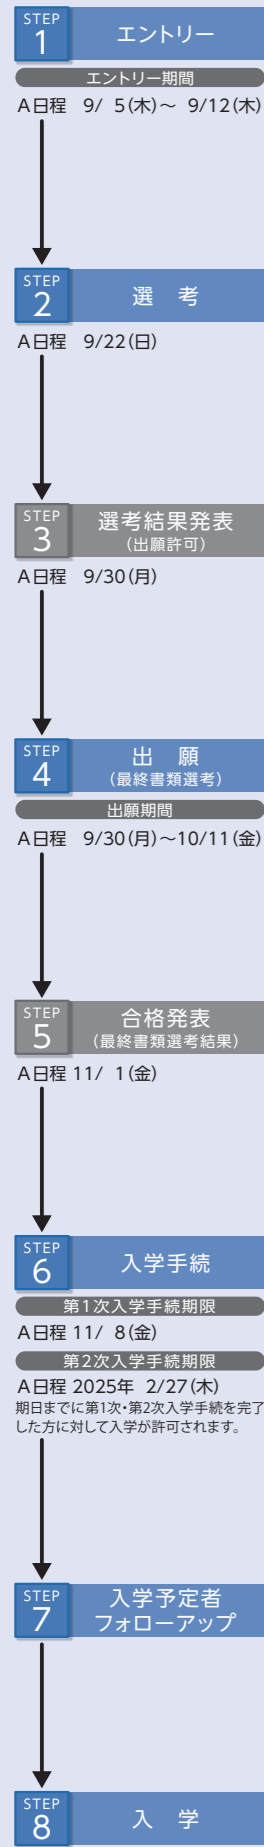 STEP
1
エントリー
エントリー期間
A日程 9/ 5(木)～ 9/12(木)
STEP
2
選 考
A日程 9/22(日)
STEP
3
選考結果発表
(出願許可)
A日程 9/30(月)
STEP
4
出 願
(最終書類選考)
出願期間
A日程 9/30(月)～10/11(金)
STEP
5
合格発表
(最終書類選考結果)
A日程 11/ 1(金)
STEP
6
入学手続
第1次入学手続期限
A日程 11/ 8(金)
第2次入学手続期限
A日程 2025年 2/27(木)
期日までに第1次・第2次入学手続を完了
した方に対して入学が許可されます。
STEP
7
入学予定者
フォローアップ
STEP
8
入 学